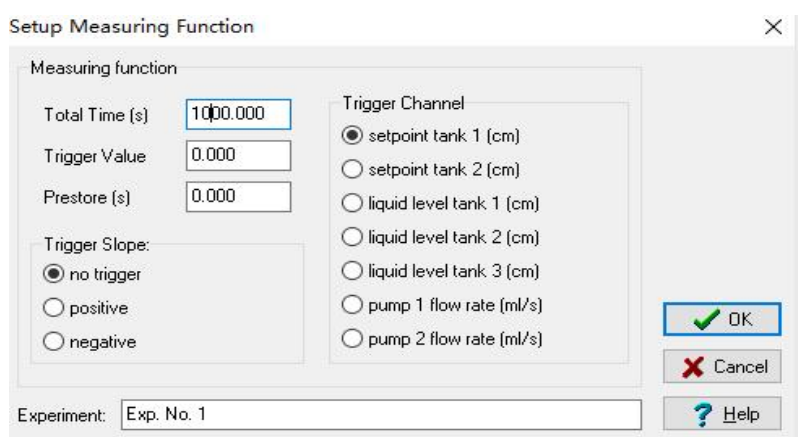 Setup Measuring Function
Measuring function
Total Time (s) 1000.000
Trigger Value 0.000
Prestore (s) 0.000
Trigger Slope:
no trigger
positive
negative
Trigger Channel
setpoint tank 1 (cm)
setpoint tank 2 (cm)
liquid level tank 1 (cm)
liquid level tank 2 (cm)
liquid level tank 3 (cm)
pump 1 flow rate (ml/s)
pump 2 flow rate (ml/s)
OK
Cancel
Help
Experiment: Exp. No. 1